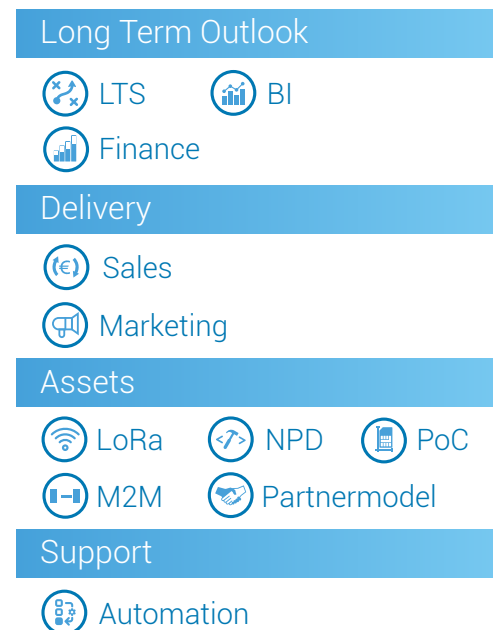 Long Term Outlook
LTS BI
Finance
Delivery
Sales
Marketing
Assets
LoRa NPD PoC
M2M Partnermodel
Support
Automation